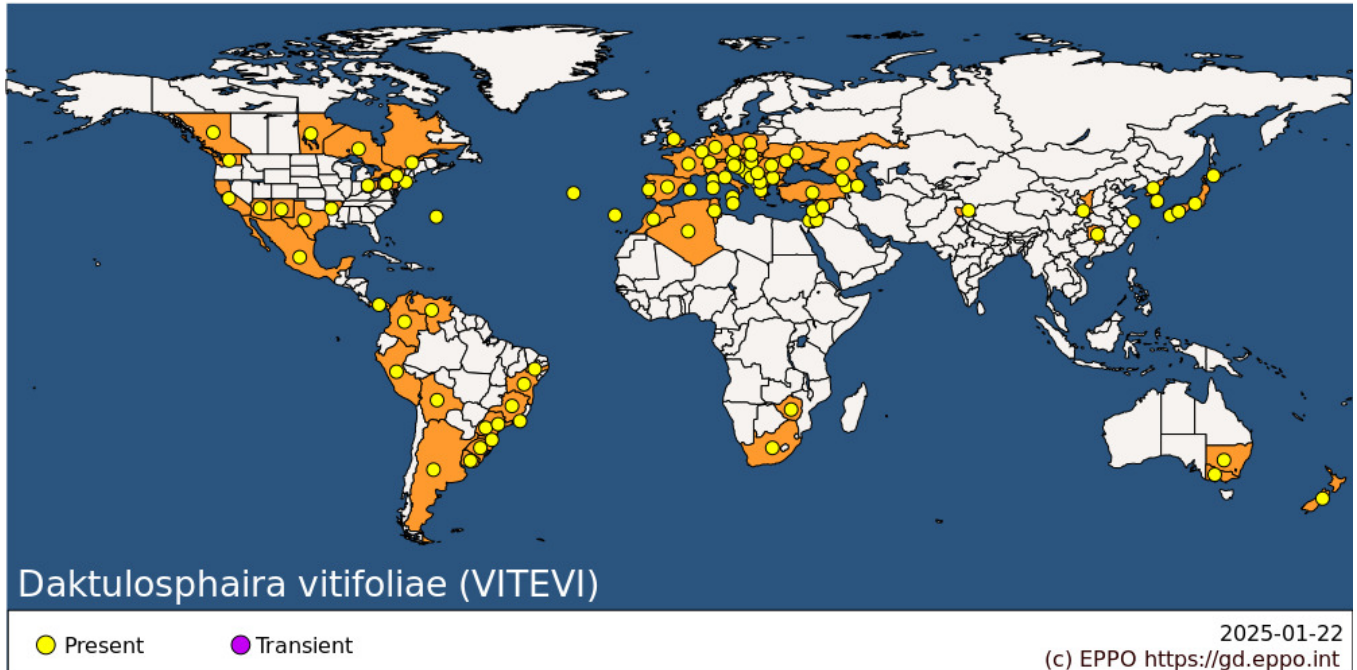 Daktulosphaira vitifoliae (VITEVI)
Present
Transient
2025-01-22
(c) EPPO https://gd.eppo.int